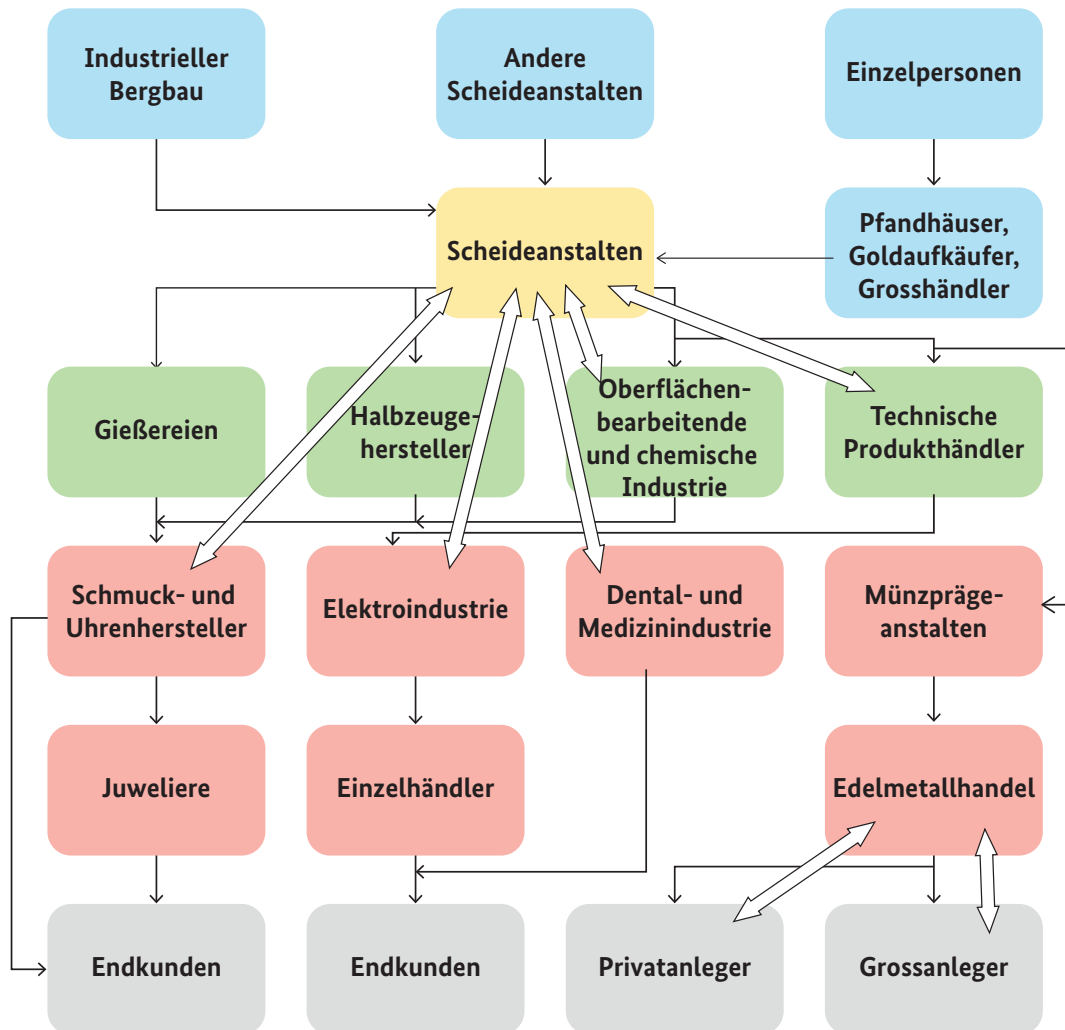 Industrieller
Bergbau
Andere
Scheideanstalten
Einzelpersonen
Scheideanstalten
Pfandhäuser,
Goldaufkäufer,
Grosshändler
Gießereien
Halbzeuge-
hersteller
Oberflächen-
bearbeitende
und chemische
Industrie
Technische
Produkthändler
Schmuck- und
Uhrenhersteller
Elektroindustrie
Dental- und
Medizinindustrie
Münzpräge-
anstalten
Juweliere
Einzelhändler
Edelmetallhandel
Endkunden
Endkunden
Privatanleger
Grossanleger